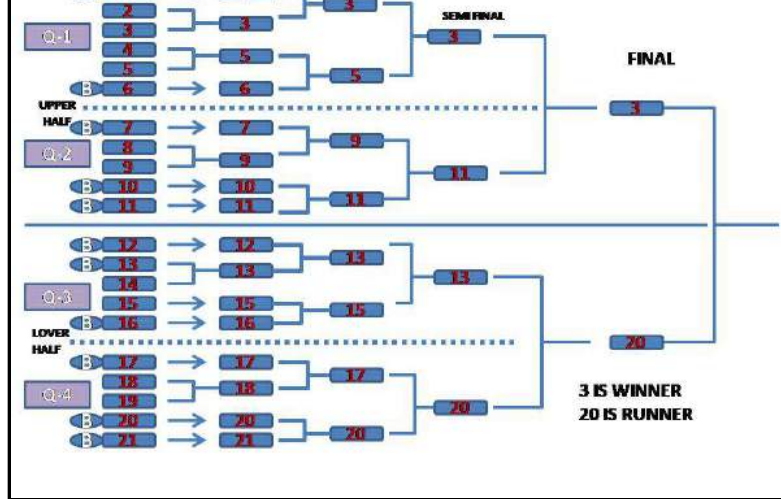 3
2
SEMI FINAL
3
3
3
Q-1
4
5
FINAL
5
5
B 6 6
3
UPPER
HALF
B 7 7
9
8
Q-2
9
9
11
B 10 10
11
B 11 11
B 12 12
13
B 13
13
13
14
Q-3
15 15
15
B 16 16
LOVER
HALF
20
B 17 17
17
18
18
Q-4
19
20
3 IS WINNER
B 20 20
20 IS RUNNER
20
B 21 21